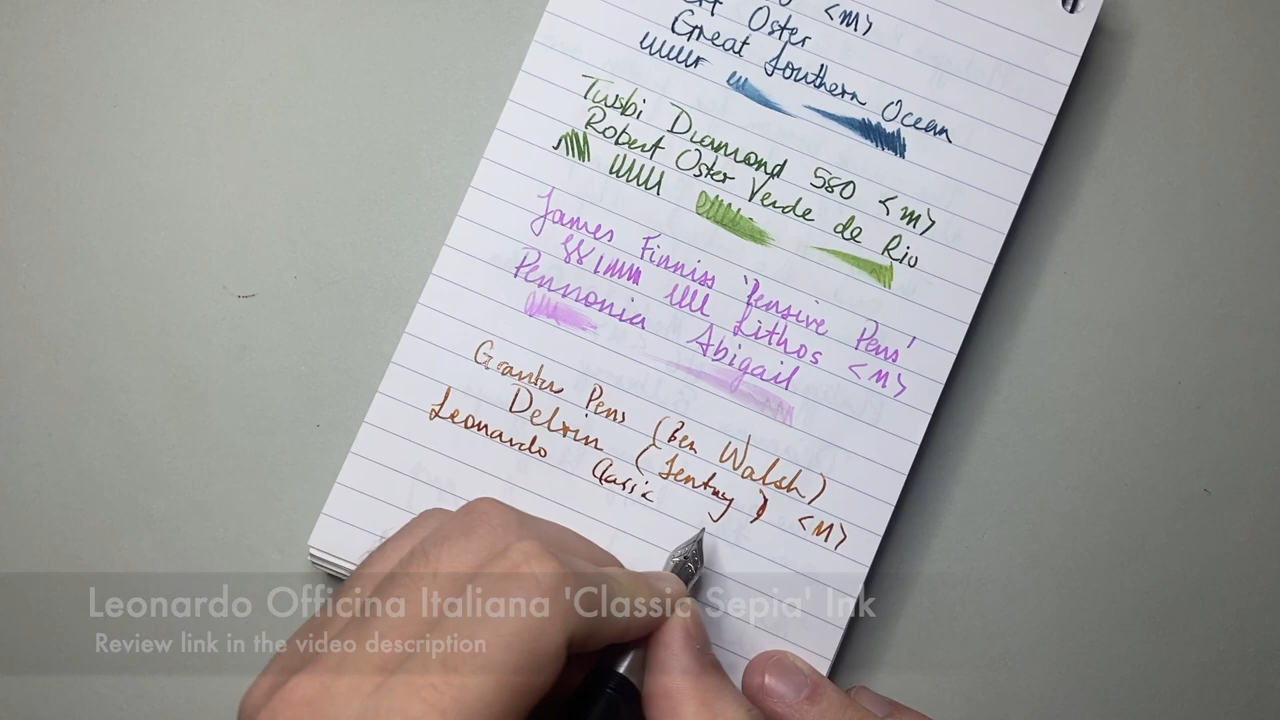 <m>
Oster
Great Southern Ocean
Twsbi Diamond 580 <m>
Robert Oster Verde de Rio
James Finniss 'Pensive Pens'
Lithos <m>
Pennonia Abigail
Pens (Ben Walsh)
Delrin (Sentry) <M>
Leonardo Classic
Leonardo Officina Italiana 'Classic Sepia' Ink
Review link in the video description